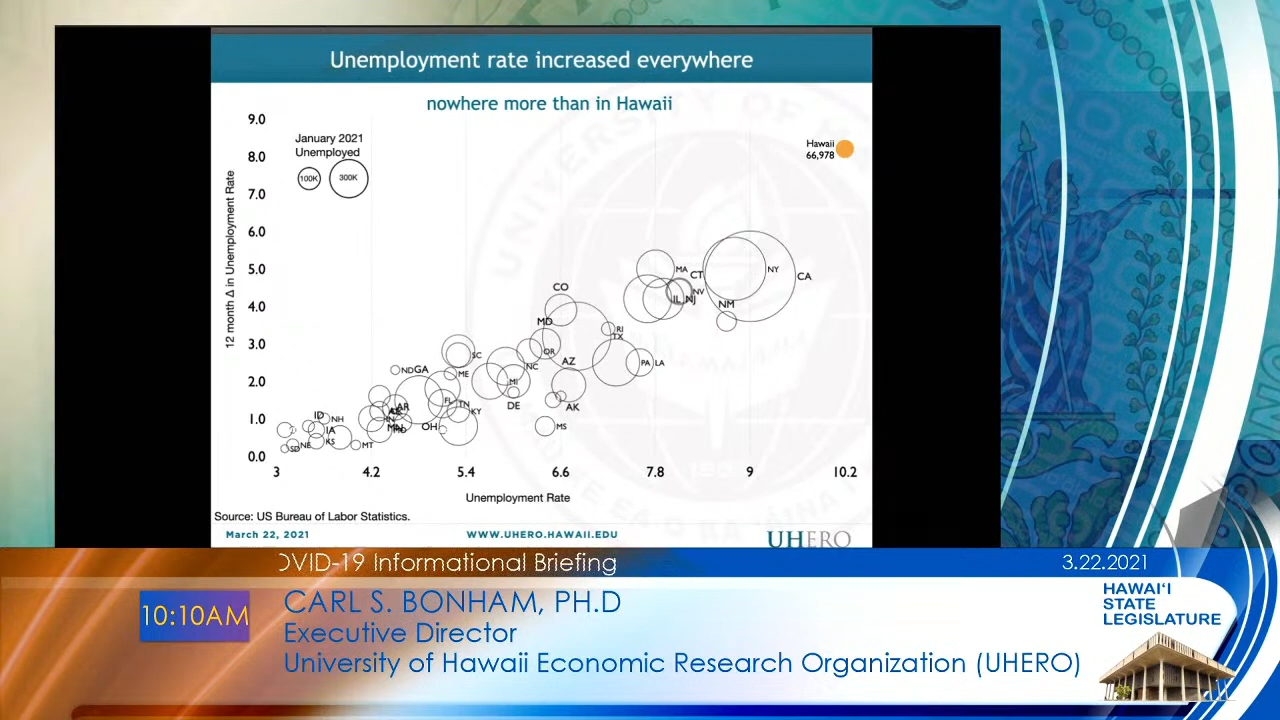 Unemployment rate increased everywhere
nowhere more than in Hawaii
9.0
8.0
7.0
6.0
5.0
4.0
3.0
2.0
1.0
0.0
12 month Δ in Unemployment Rate
January 2021
Unemployed
100K
300K
Hawaii
66,978
MA
CT
NY
CA
NV
IL
NJ
NM
CO
MD
RI
TX
OR
SC
NC
AZ
PA
LA
ND
GA
ME
MI
DE
AK
FL
TN
KY
AR
OH
MS
ID
NH
IA
KS
MT
SD
NE
3
4.2
5.4
6.6
7.8
9
10.2
Unemployment Rate
Source: US Bureau of Labor Statistics.
March 22, 2021
WWW.UHERO.HAWAII.EDU
UHERO
OVID-19 Informational Briefing
3.22.2021
10:10AM
CARL S. BONHAM, PH.D
Executive Director
University of Hawaii Economic Research Organization (UHERO)
HAWAIʻI
STATE
LEGISLATURE